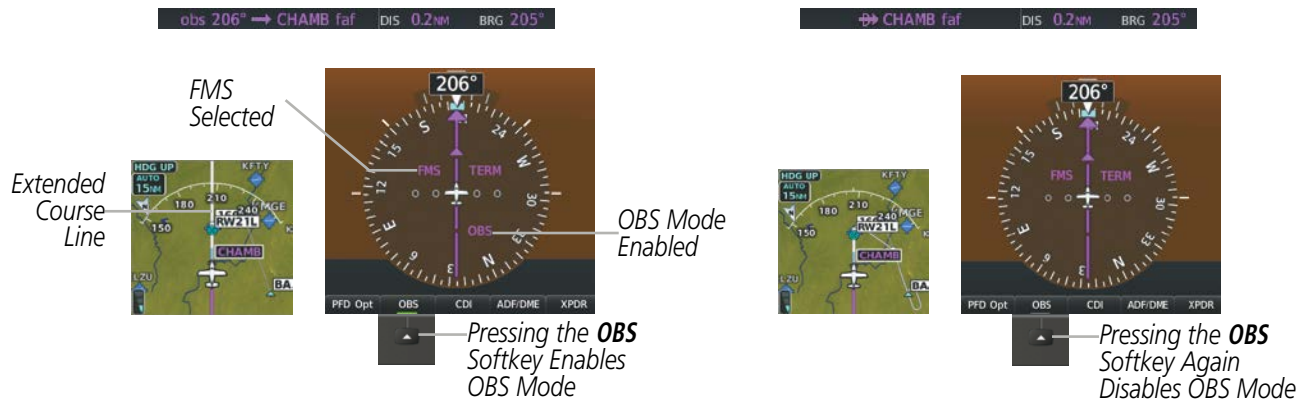 obs 206° → CHAMB faf DIS 0.2NM BRG 205°
FMS
Selected
206°
S 24 W 30 33 N 3 6 E 12 15
FMS TERM
OBS
HDG UP
AUTO
15NM
KFTY
180 210 240
150
MGE
RW21L
CHAMB
LZU
BA
Extended
Course
Line
OBS Mode
Enabled
PFD Opt OBS CDI ADF/DME XPDR
Pressing the OBS
Softkey Enables
OBS Mode
CHAMB faf DIS 0.2NM BRG 205°
206°
S 24 W 30 33 N 3 6 E 12 15
FMS TERM
HDG UP
AUTO
15NM
KFTY
180 210 240
150
MGE
RW21L
CHAMB
LZU
BA
PFD Opt OBS CDI ADF/DME XPDR
Pressing the OBS
Softkey Again
Disables OBS Mode